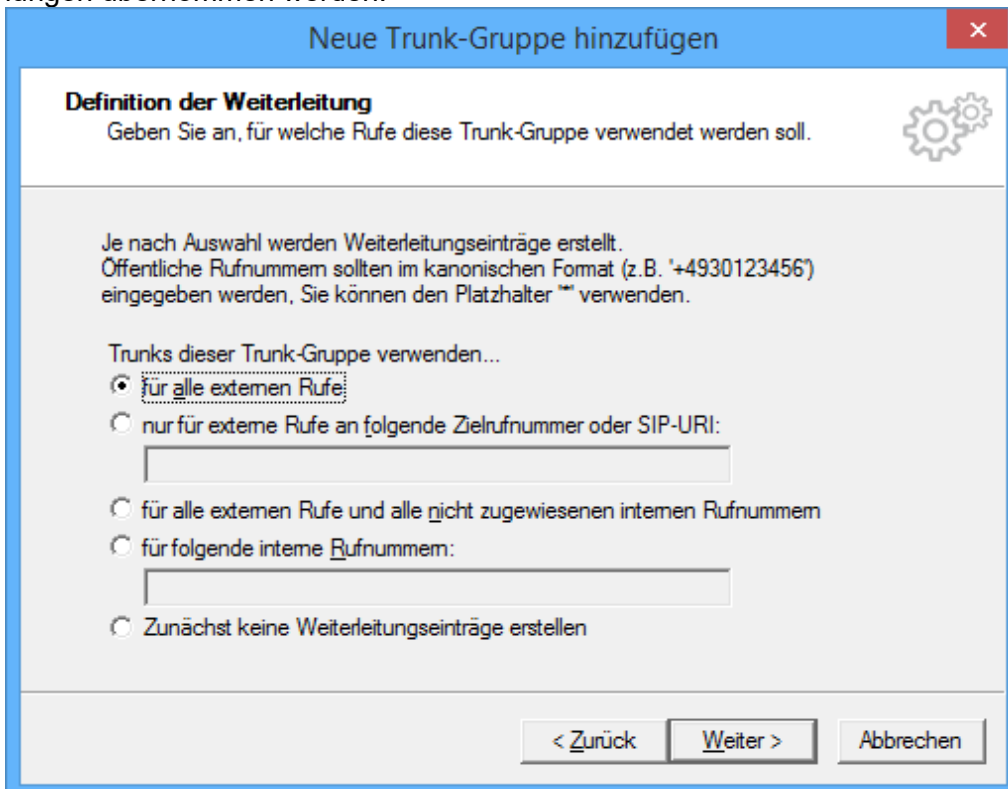 lungen übernommen werden.
Neue Trunk-Gruppe hinzufügen
Definition der Weiterleitung
Geben Sie an, für welche Rufe diese Trunk-Gruppe verwendet werden soll.
Je nach Auswahl werden Weiterleitungseinträge erstellt.
Öffentliche Rufnummern sollten im kanonischen Format (z.B. '+4930123456')
eingegeben werden, Sie können den Platzhalter '*' verwenden.
Trunks dieser Trunk-Gruppe verwenden...
für alle externen Rufe
nur für externe Rufe an folgende Zielrufnummer oder SIP-URI:
für alle externen Rufe und alle nicht zugewiesenen internen Rufnummern
für folgende interne Rufnummern:
Zunächst keine Weiterleitungseinträge erstellen
< Zurück Weiter > Abbrechen